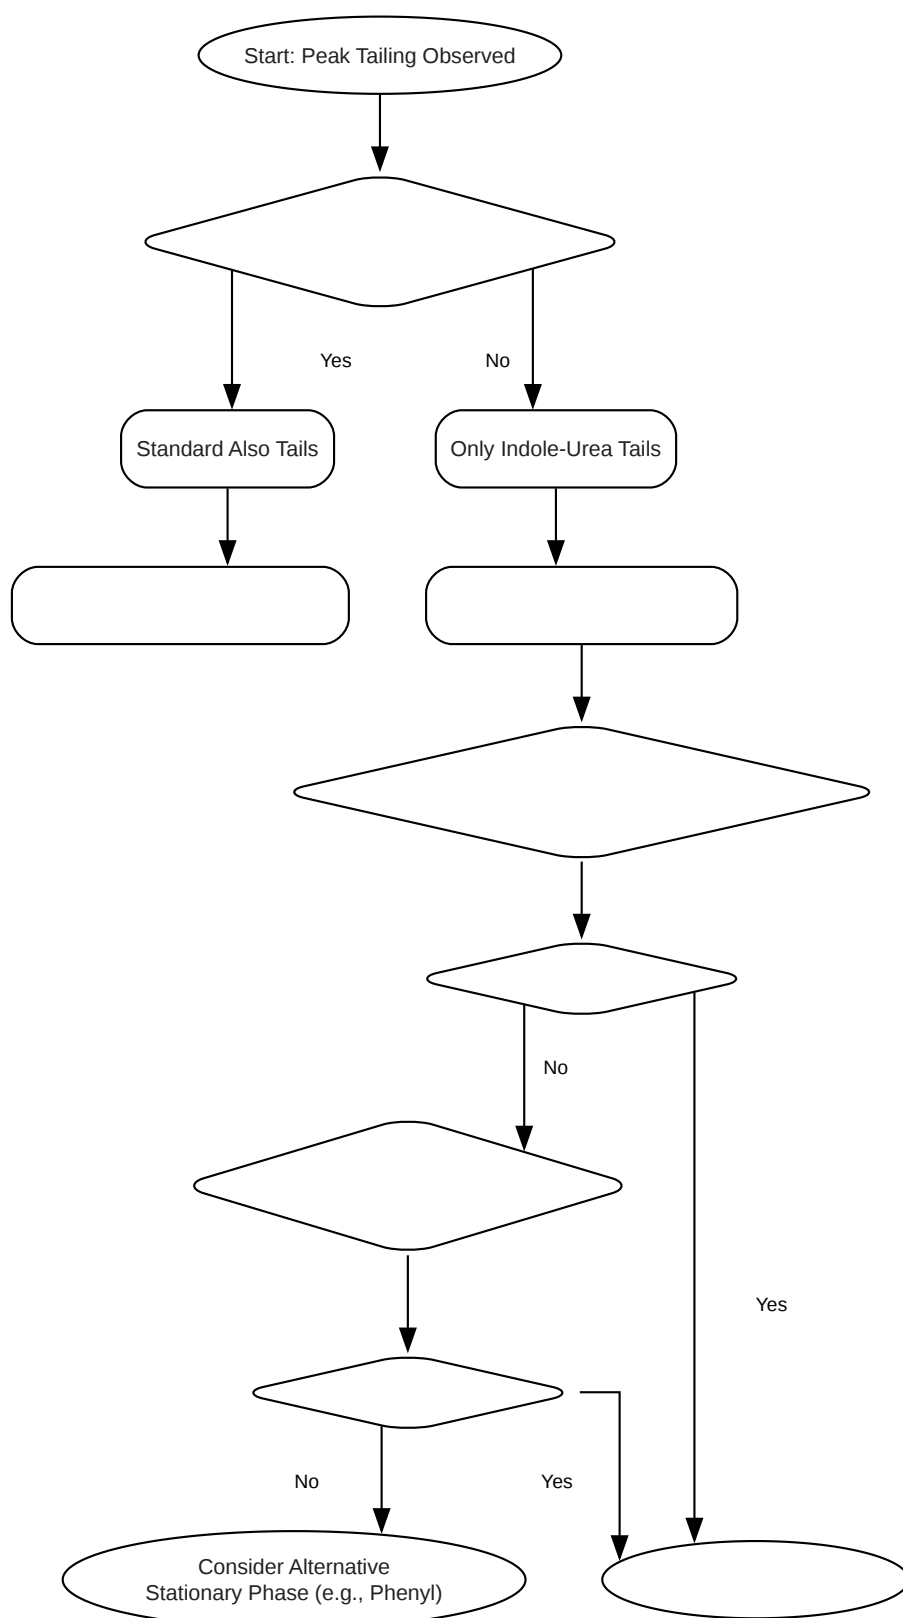 Start: Peak Tailing Observed
Yes
No
Standard Also Tails
Only Indole-Urea Tails
No
Yes
No
Yes
Consider Alternative
Stationary Phase (e.g., Phenyl)